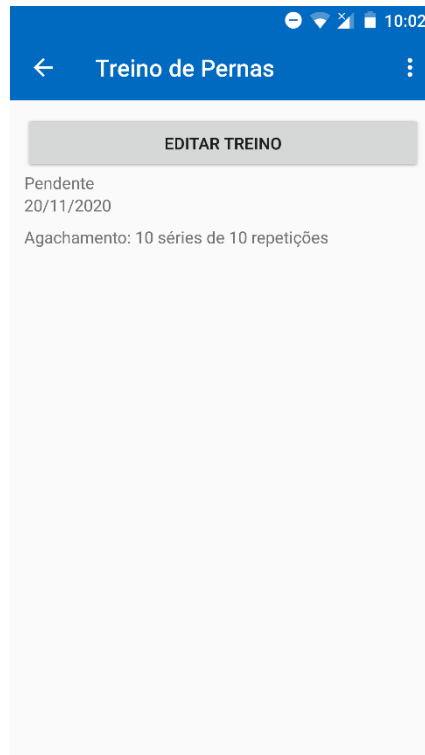 10:02
Treino de Pernas
EDITAR TREINO
Pendente
20/11/2020
Agachamento: 10 séries de 10 repetições